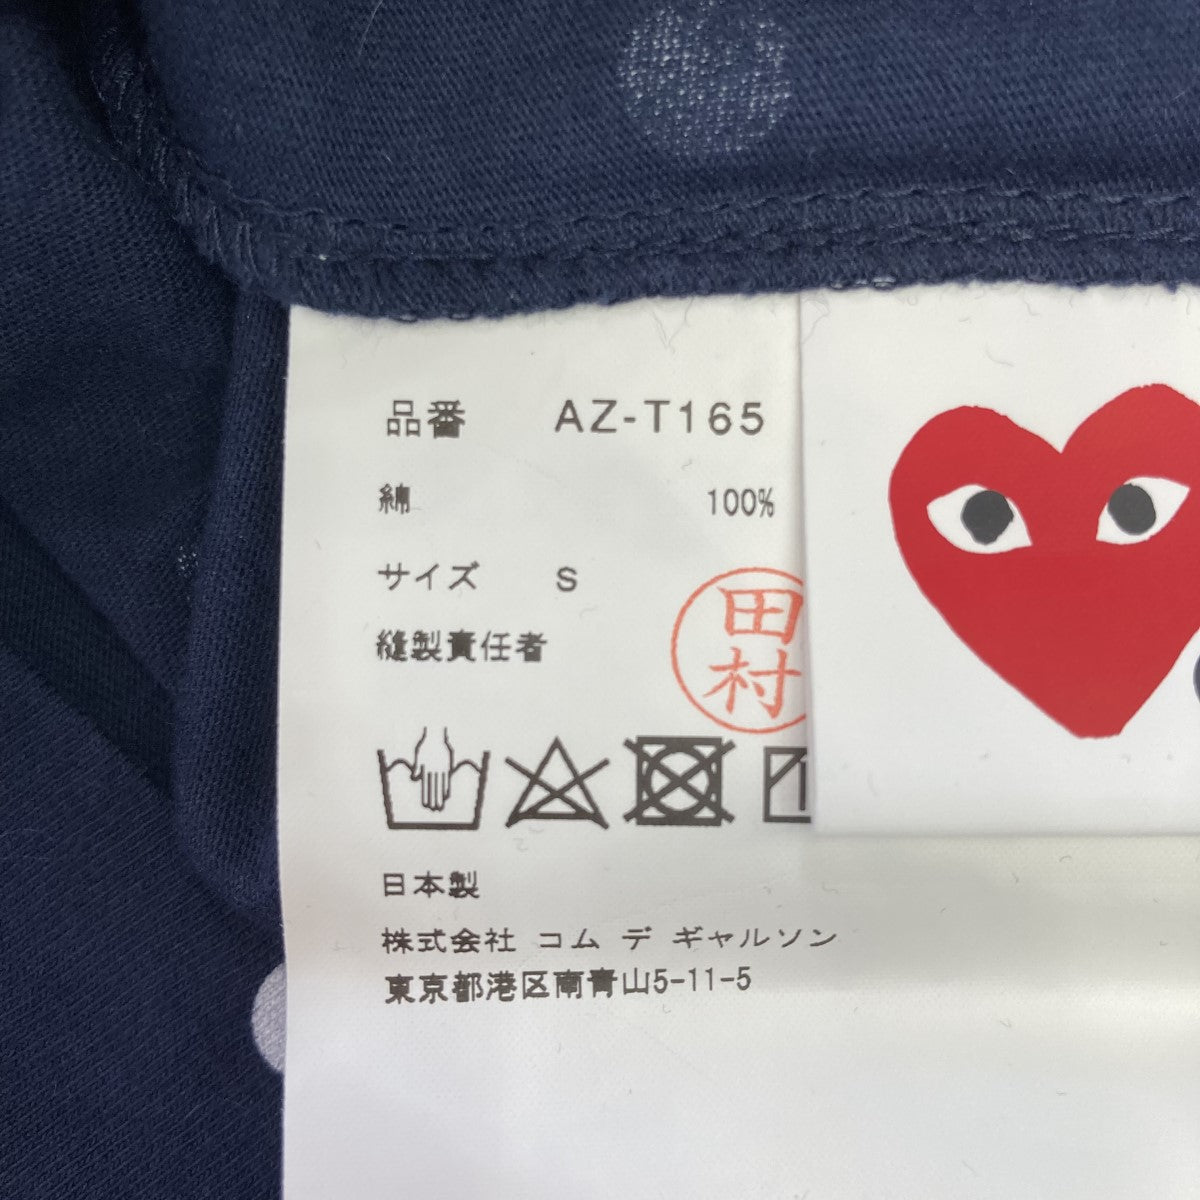 品番 AZ-T165
綿 100%
サイズ S
縫製責任者 田村
日本製
株式会社 コム デ ギャルソン
東京都港区南青山5-11-5